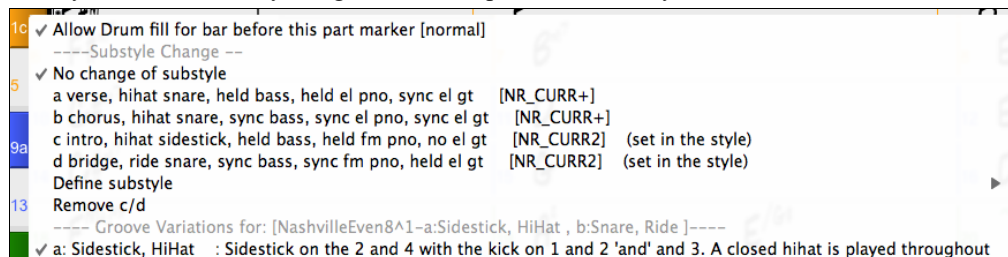 1c ✓ Allow Drum fill for bar before this part marker [normal]
----Substyle Change --
5 ✓ No change of substyle
a verse, hihat snare, held bass, held el pno, sync el gt [NR_CURR+]
b chorus, hihat snare, sync bass, sync el pno, sync el gt [NR_CURR+]
9a c intro, hihat sidestick, held bass, held fm pno, no el gt [NR_CURR2] (set in the style)
d bridge, ride snare, sync bass, sync fm pno, held el gt [NR_CURR2] (set in the style)
Define substyle
13 Remove c/d
---- Groove Variations for: [NashvilleEven8^1-a:Sidestick, HiHat , b:Snare, Ride ]----
✓ a: Sidestick, HiHat : Sidestick on the 2 and 4 with the kick on 1 and 2 'and' and 3. A closed hihat is played throughout